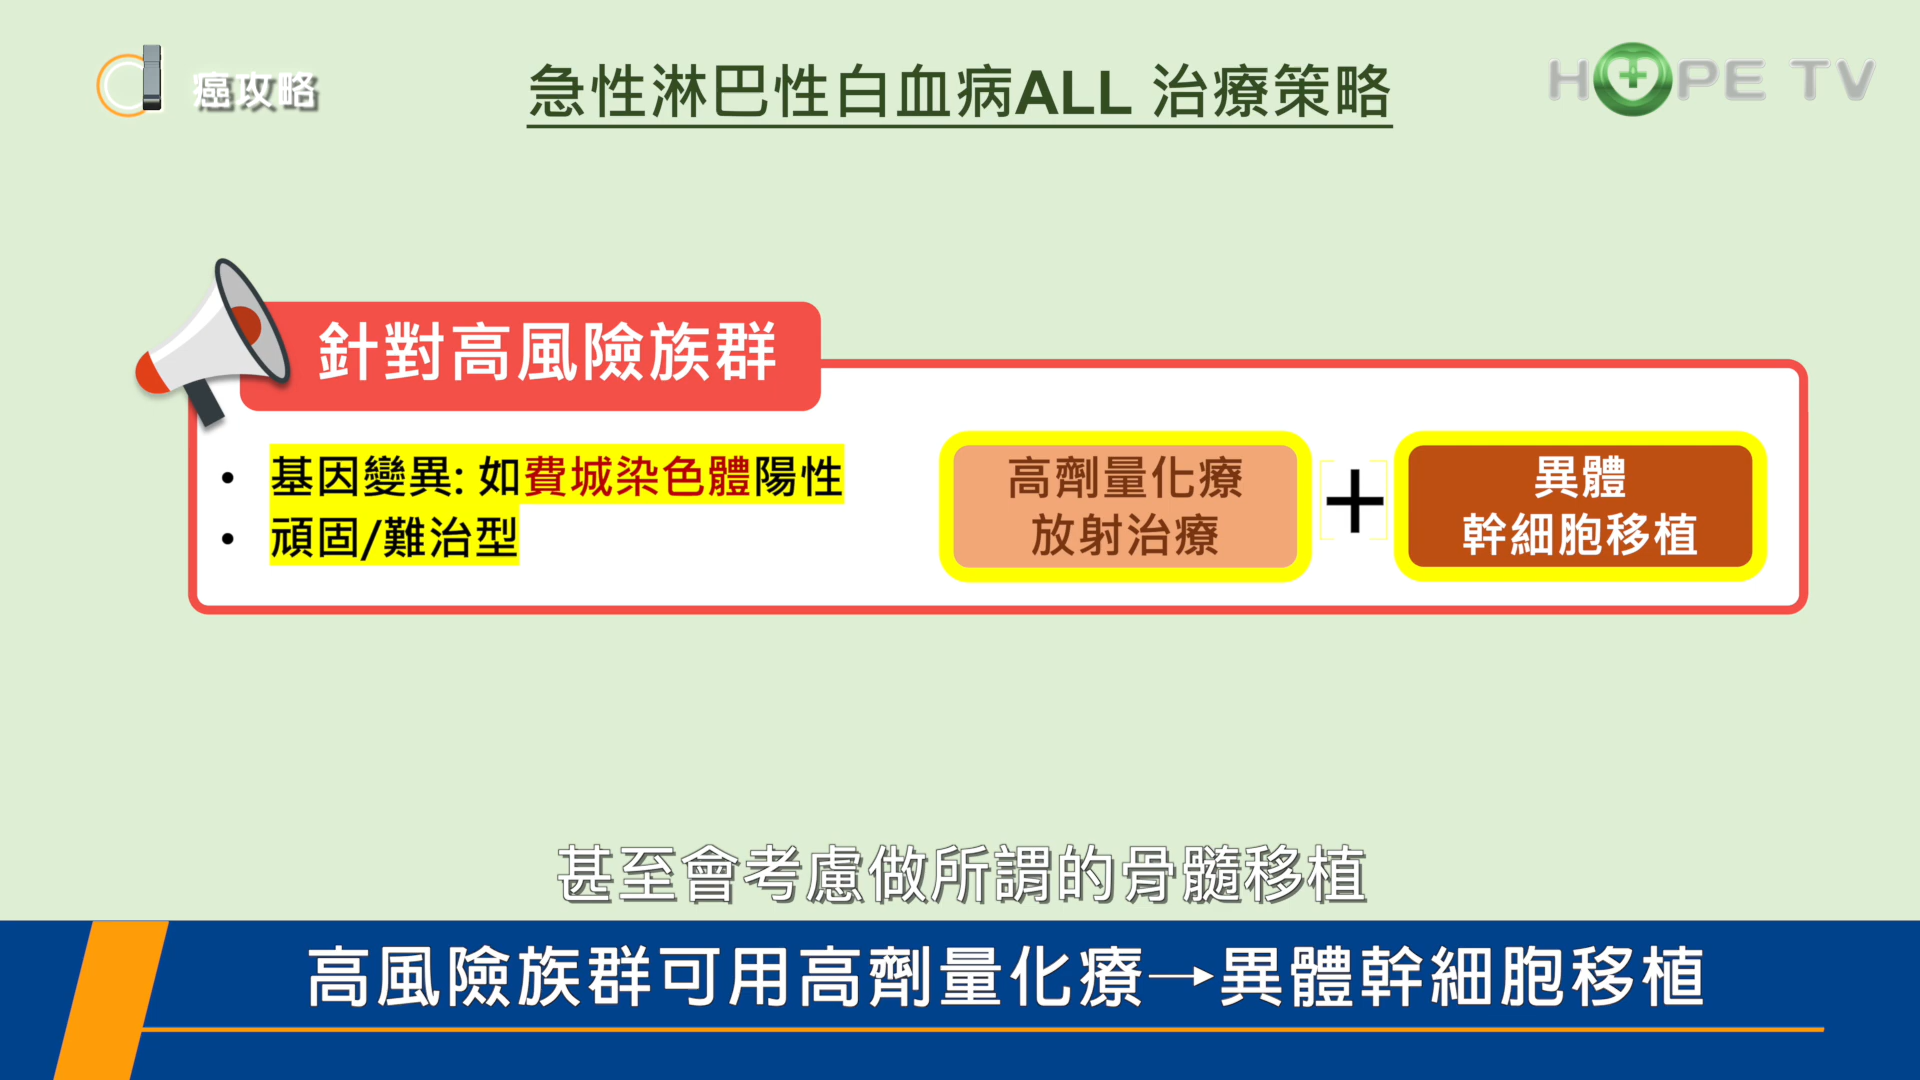 癌攻略
急性淋巴性白血病ALL 治療策略
HOPE TV
針對高風險族群
• 基因變異: 如費城染色體陽性
• 頑固/難治型
高劑量化療
放射治療
+
異體
幹細胞移植
甚至會考慮做所謂的骨髓移植
高風險族群可用高劑量化療→異體幹細胞移植